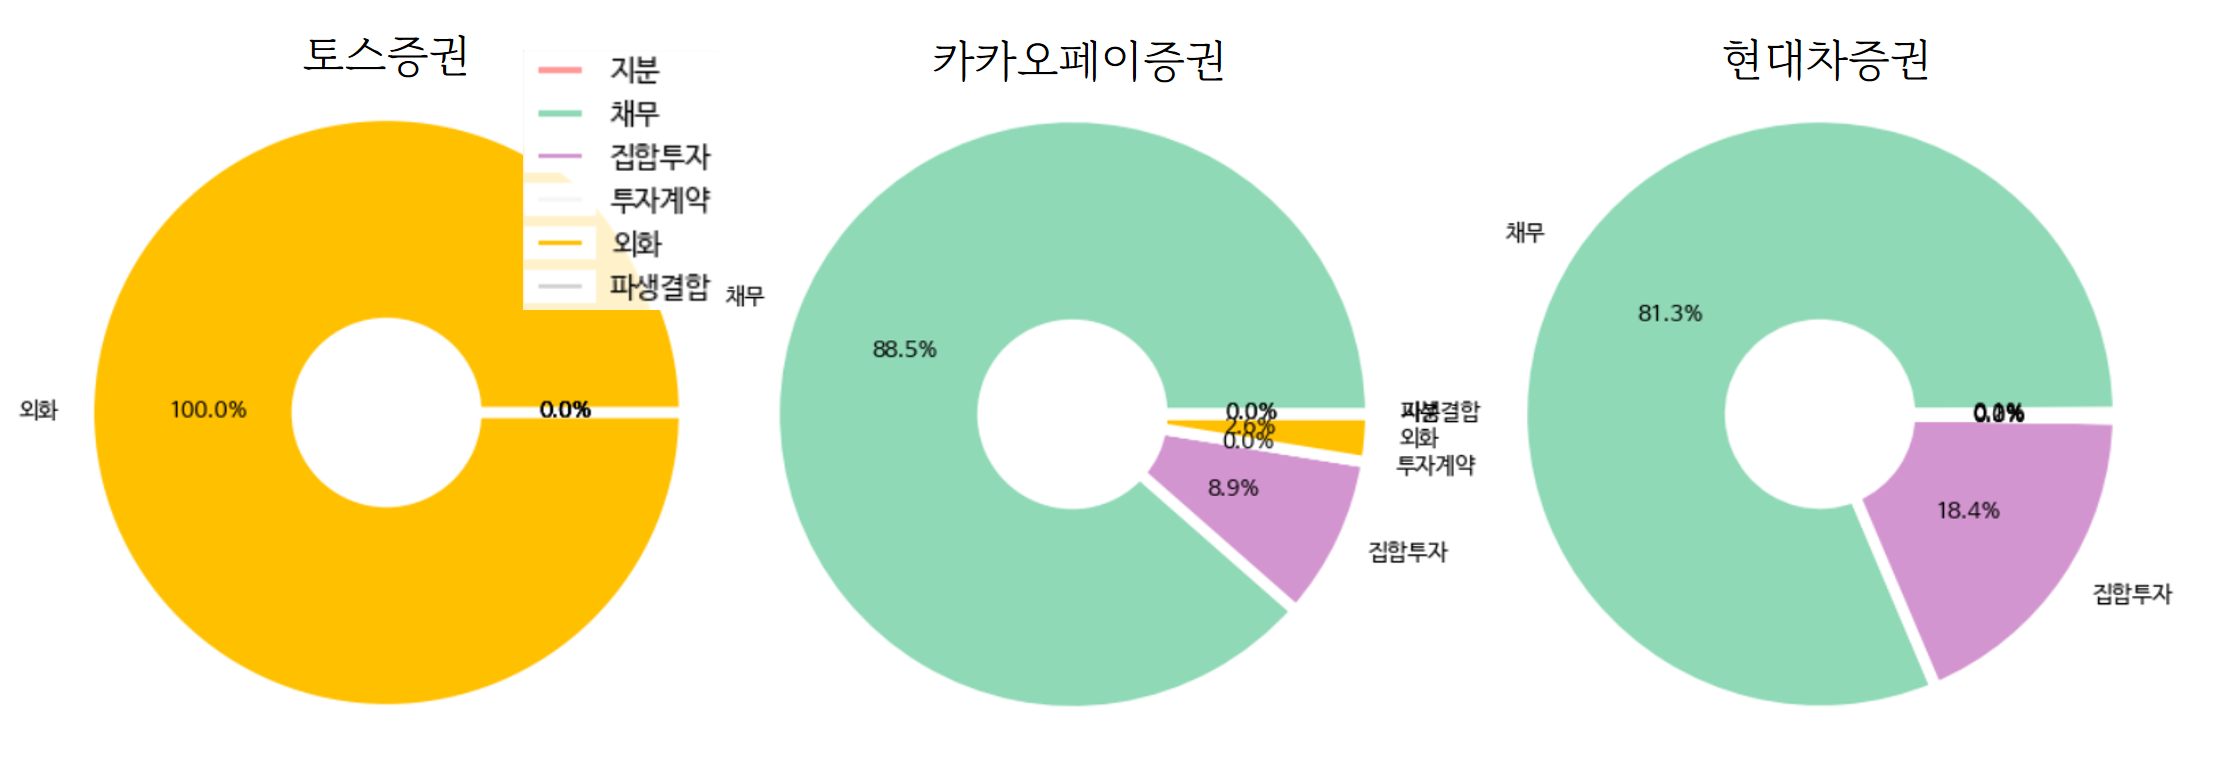 토스증권
지분
채무
집합투자
투자계약
외화
파생결합
외화
100.0%
0.0%
카카오페이증권
채무
88.5%
0.0%
2.6%
0.0%
8.9%
외화
투자계약
집합투자
현대차증권
채무
81.3%
18.4%
집합투자